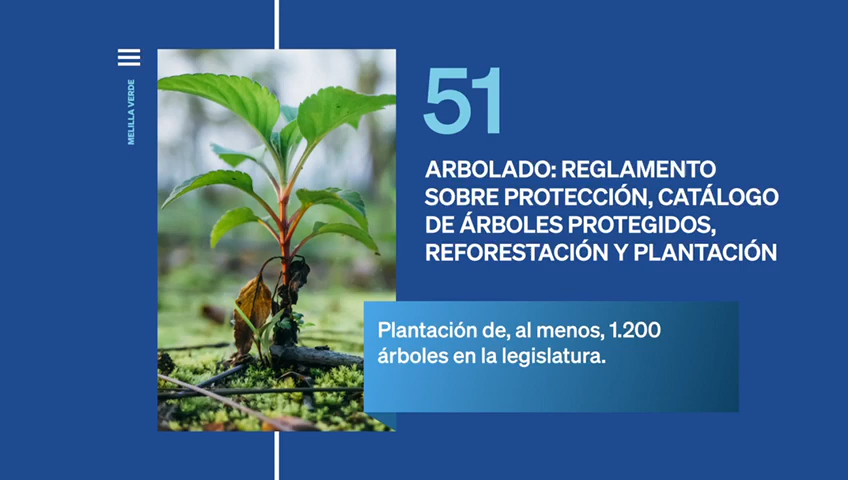 MELILLA VERDE
51
ARBOLADO: REGLAMENTO
SOBRE PROTECCIÓN, CATÁLOGO
DE ÁRBOLES PROTEGIDOS,
REFORESTACIÓN Y PLANTACIÓN
Plantación de, al menos, 1.200
árboles en la legislatura.